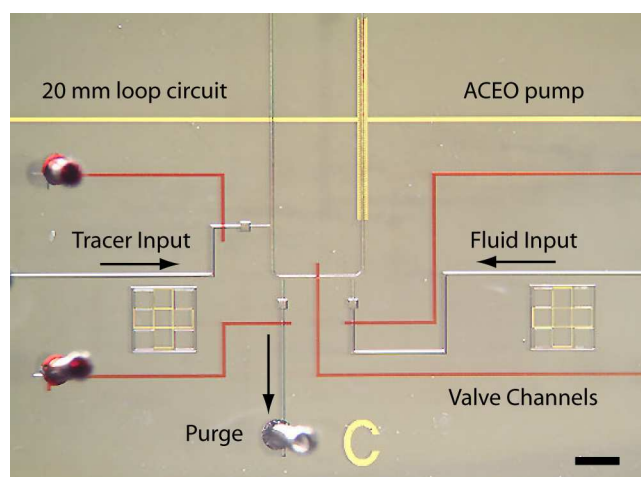 20 mm loop circuit
ACEO pump
Tracer Input
Fluid Input
Valve Channels
Purge
C